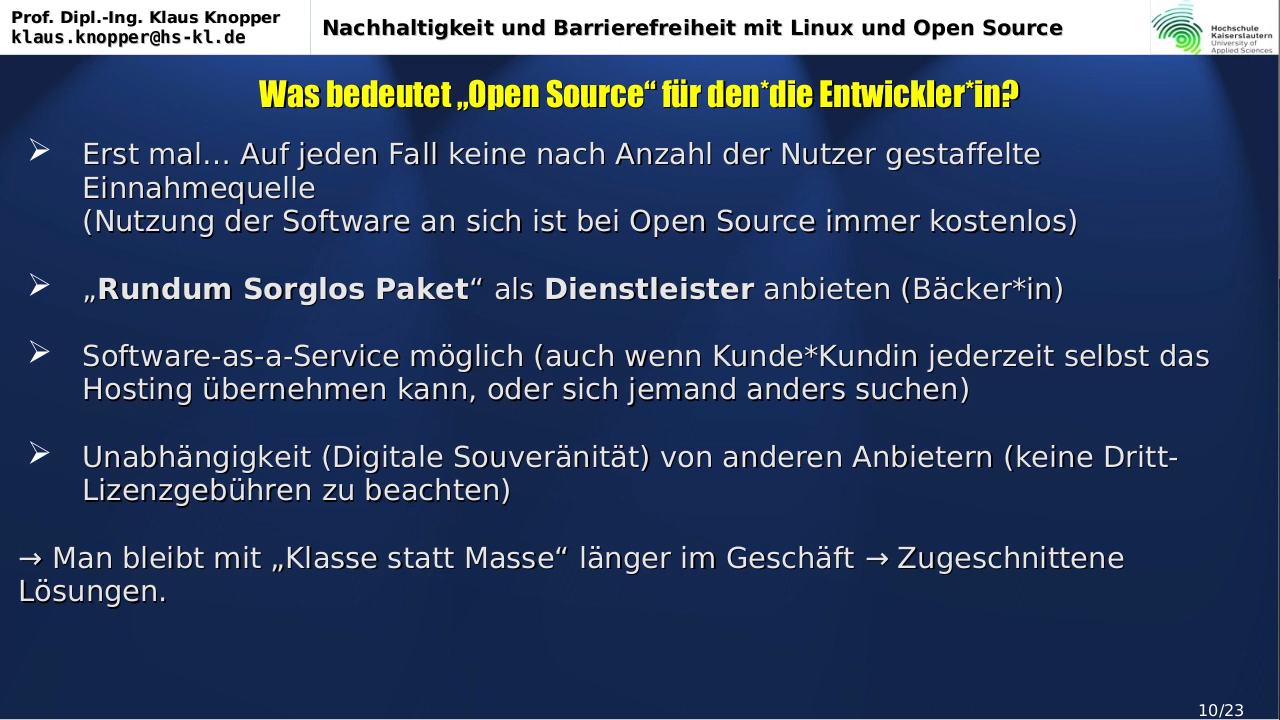 Prof. Dipl.-Ing. Klaus Knopper
klaus.knopper@hs-kl.de
Nachhaltigkeit und Barrierefreiheit mit Linux und Open Source
Hochschule
Kaiserslautern
University of
Applied Sciences
Was bedeutet „Open Source“ für den*die Entwickler*in?
➢ Erst mal... Auf jeden Fall keine nach Anzahl der Nutzer gestaffelte
Einnahmequelle
(Nutzung der Software an sich ist bei Open Source immer kostenlos)
➢ „Rundum Sorglos Paket“ als Dienstleister anbieten (Bäcker*in)
➢ Software-as-a-Service möglich (auch wenn Kunde*Kundin jederzeit selbst das
Hosting übernehmen kann, oder sich jemand anders suchen)
➢ Unabhängigkeit (Digitale Souveränität) von anderen Anbietern (keine Dritt-
Lizenzgebühren zu beachten)
→ Man bleibt mit „Klasse statt Masse“ länger im Geschäft → Zugeschnittene
Lösungen.
10/23